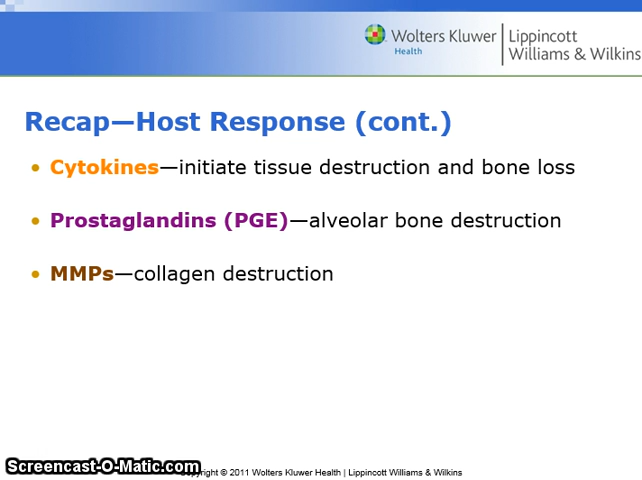 Wolters Kluwer
Health
Lippincott
Williams & Wilkins
Recap—Host Response (cont.)
• Cytokines—initiate tissue destruction and bone loss
• Prostaglandins (PGE)—alveolar bone destruction
• MMPs—collagen destruction
Screencast-O-Matic.com
© 2011 Wolters Kluwer Health | Lippincott Williams & Wilkins